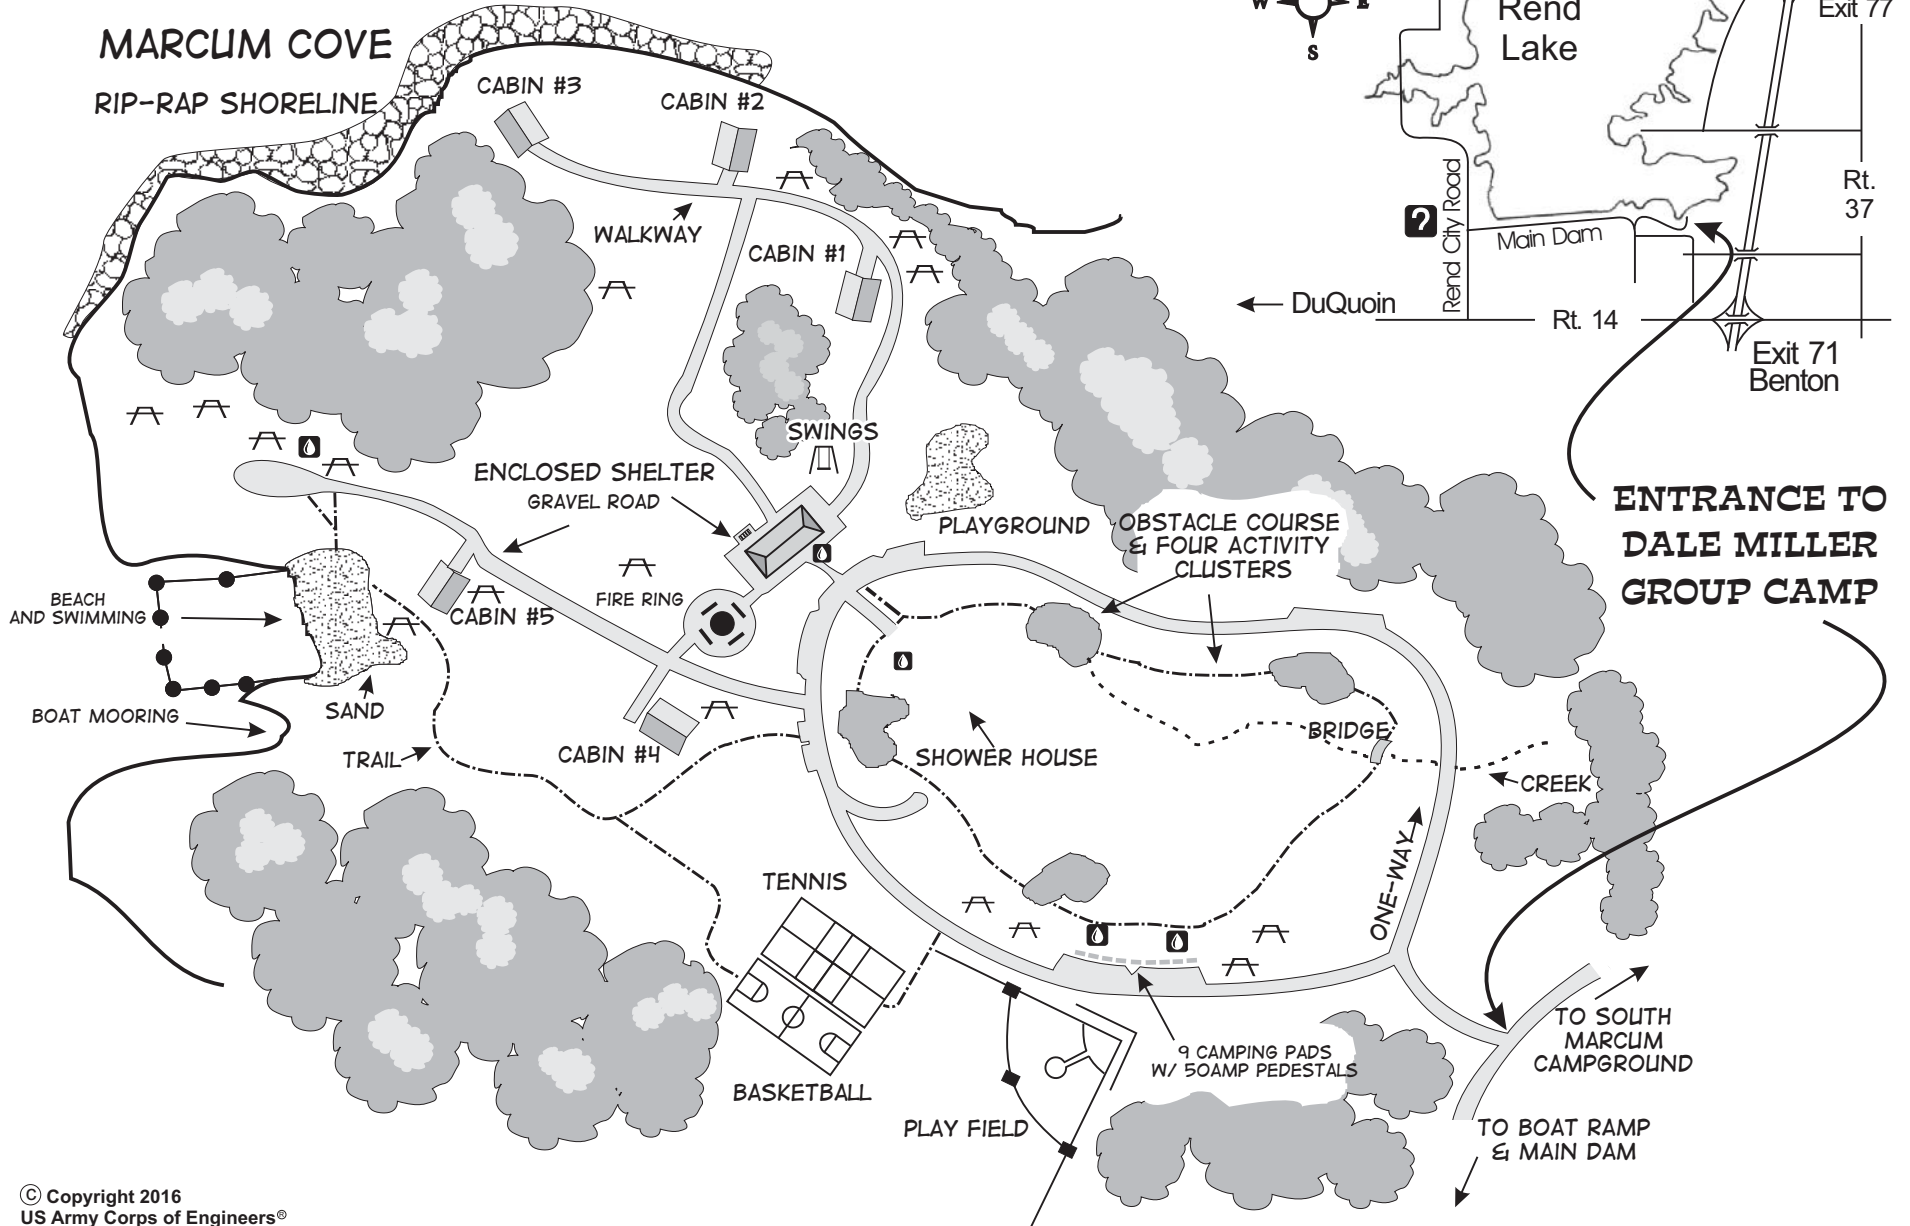 MARCUM COVE
RIP-RAP SHORELINE
CABIN #3
CABIN #2
WALKWAY
CABIN #1
SWINGS
ENCLOSED SHELTER
GRAVEL ROAD
PLAYGROUND
OBSTACLE COURSE
& FOUR ACTIVITY
CLUSTERS
FIRE RING
CABIN #5
BEACH
AND SWIMMING
SAND
BOAT MOORING
TRAIL
CABIN #4
SHOWER HOUSE
BRIDGE
CREEK
ONE-WAY
TENNIS
BASKETBALL
PLAY FIELD
9 CAMPING PADS
W/ 50AMP PEDESTALS
TO SOUTH
MARCUM
CAMPGROUND
TO BOAT RAMP
& MAIN DAM
ENTRANCE TO
DALE MILLER
GROUP CAMP
W E
S
Rend
Lake
Exit 77
Rt.
37
?
Rend City Road
Main Dam
DuQuoin
Rt. 14
Exit 71
Benton
© Copyright 2016
US Army Corps of Engineers®